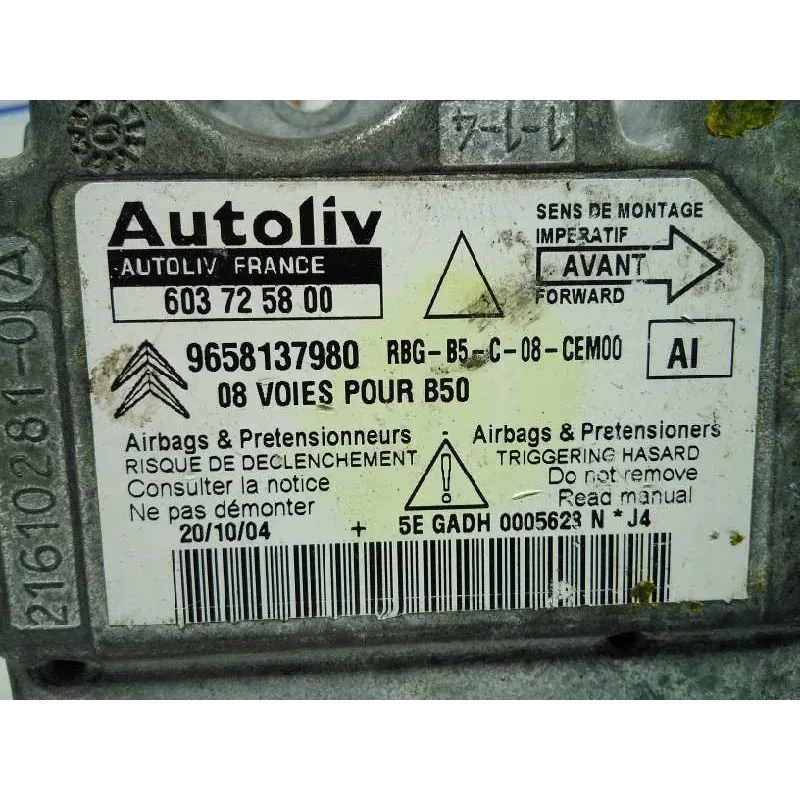 1-1-4
Autoliv
AUTOLIV FRANCE
603 72 58 00
SENS DE MONTAGE
IMPERATIF
AVANT
FORWARD
9658137980 RBG-B5-C-08-CEM00
AI
08 VOIES POUR B50
Airbags & Pretensionneurs
RISQUE DE DECLENCHEMENT
Consulter la notice
Ne pas démonter
Airbags & Pretensioners
TRIGGERING HASARD
Do not remove
Read manual
20/10/04 + 5E GADH 0005623 N * J4
21610281-0 A